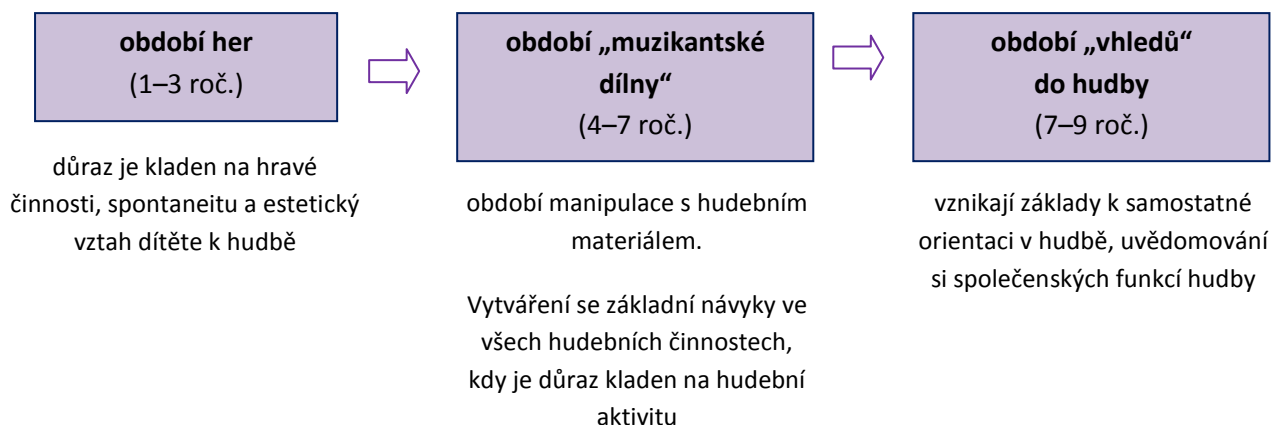 období her
(1–3 roč.)
důraz je kladen na hravé
činnosti, spontaneitu a estetický
vztah dítěte k hudbě
období „muzikantské
dílny“
(4–7 roč.)
období manipulace s hudebním
materiálem.
Vytváření se základní návyky ve
všech hudebních činnostech,
kdy je důraz kladen na hudební
aktivitu
období „vhledů“
do hudby
(7–9 roč.)
vznikají základy k samostatné
orientaci v hudbě, uvědomování
si společenských funkcí hudby